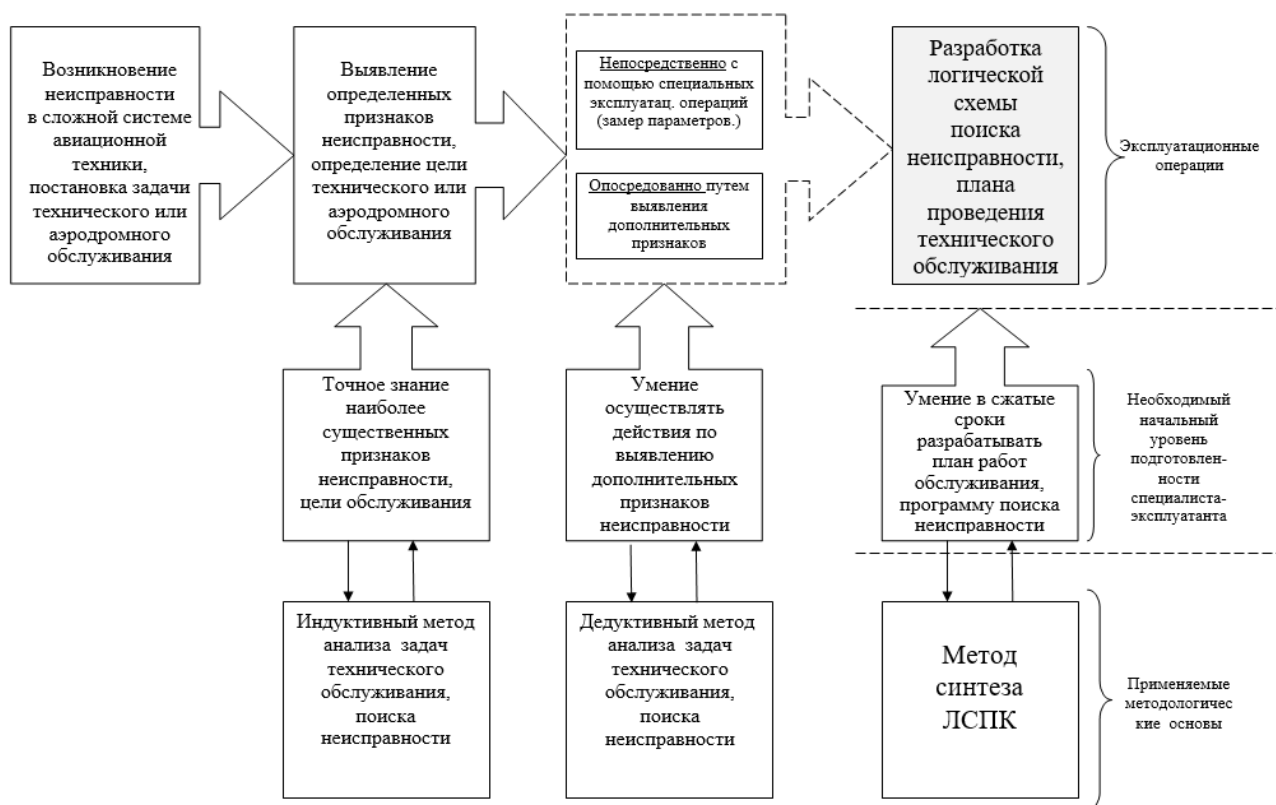 Возникновение
неисправности
в сложной системе
авиационной
техники,
постановка задачи
технического или
аэродромного
обслуживания
Выявление
определенных
признаков
неисправности,
определение цели
технического или
аэродромного
обслуживания
Непосредственно с
помощью специальных
эксплуатац. операций
(замер параметров.)
Опосредованно путем
выявления
дополнительных
признаков
Разработка
логической
схемы
поиска
неисправности,
плана
проведения
технического
обслуживания
Эксплуатационные
операции
Точное знание
наиболее
существенных
признаков
неисправности,
цели обслуживания
Умение
осуществлять
действия по
выявлению
дополнительных
признаков
неисправности
Умение в сжатые
сроки
разрабатывать
план работ
обслуживания,
программу поиска
неисправности
Необходимый
начальный
уровень
подготовлен-
ности
специалиста-
эксплуатанта
Индуктивный метод
анализа задач
технического
обслуживания,
поиска
неисправности
Дедуктивный метод
анализа задач
технического
обслуживания,
поиска
неисправности
Метод
синтеза
ЛСПК
Применяемые
методологичес
кие основы